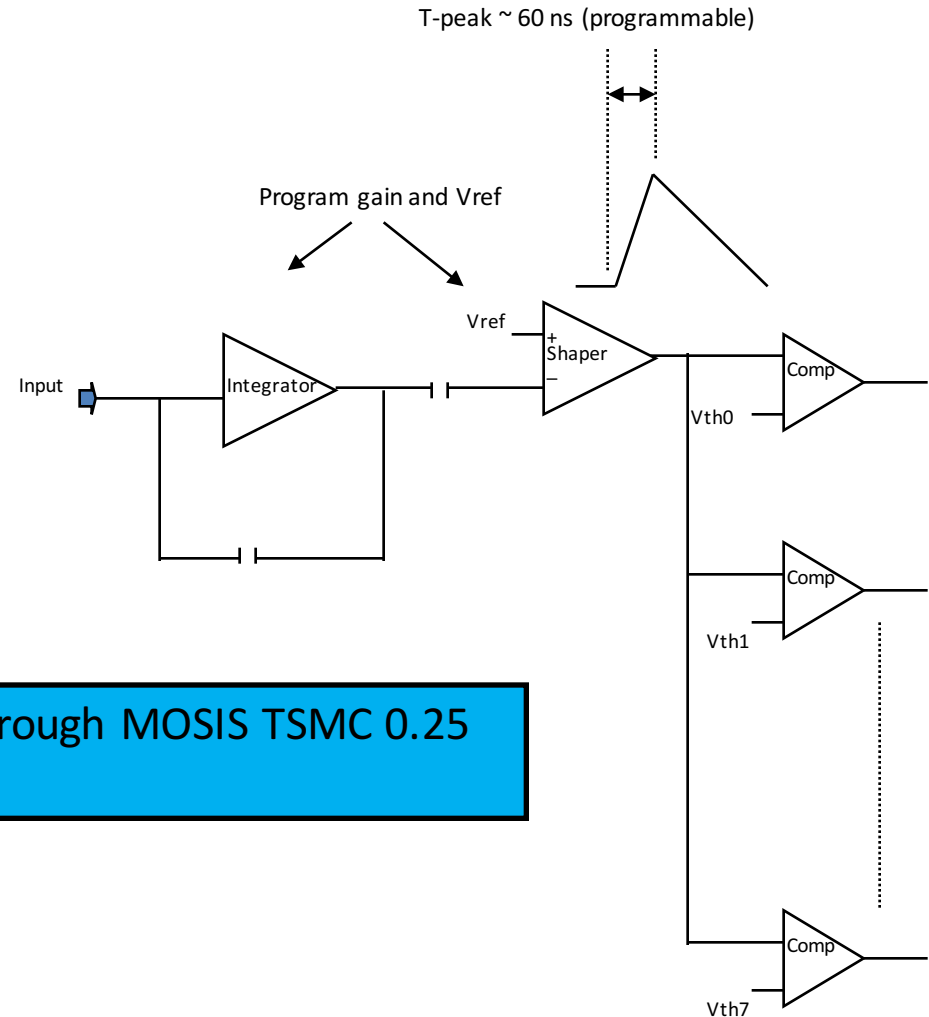 T-peak ~ 60 ns (programmable)
Program gain and Vref
Vref
+
Shaper
–
Input
Integrator
Comp
Vth0
Comp
Vth1
rough MOSIS TSMC 0.25
Comp
Vth7